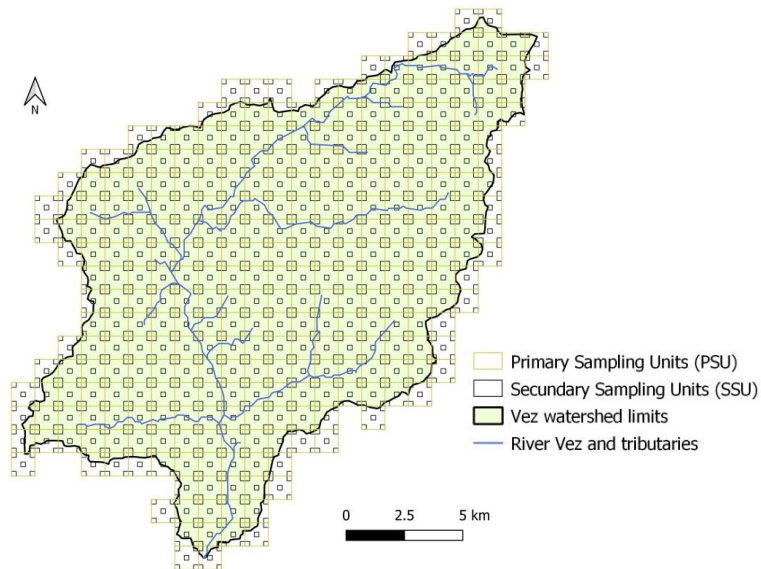 N
Primary Sampling Units (PSU)
Secundary Sampling Units (SSU)
Vez watershed limits
River Vez and tributaries
0 2.5 5 km